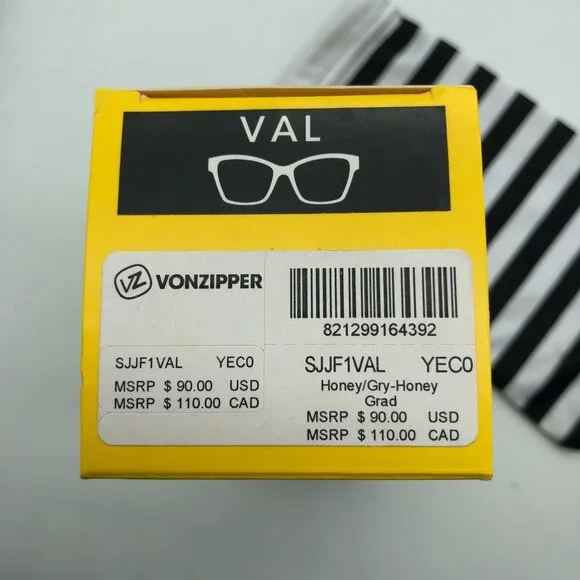 VAL
VZ VONZIPPER
821299164392
SJJF1VAL YEC0
MSRP $ 90.00 USD
MSRP $ 110.00 CAD
SJJF1VAL YEC0
Honey/Gry-Honey
Grad
MSRP $ 90.00 USD
MSRP $ 110.00 CAD